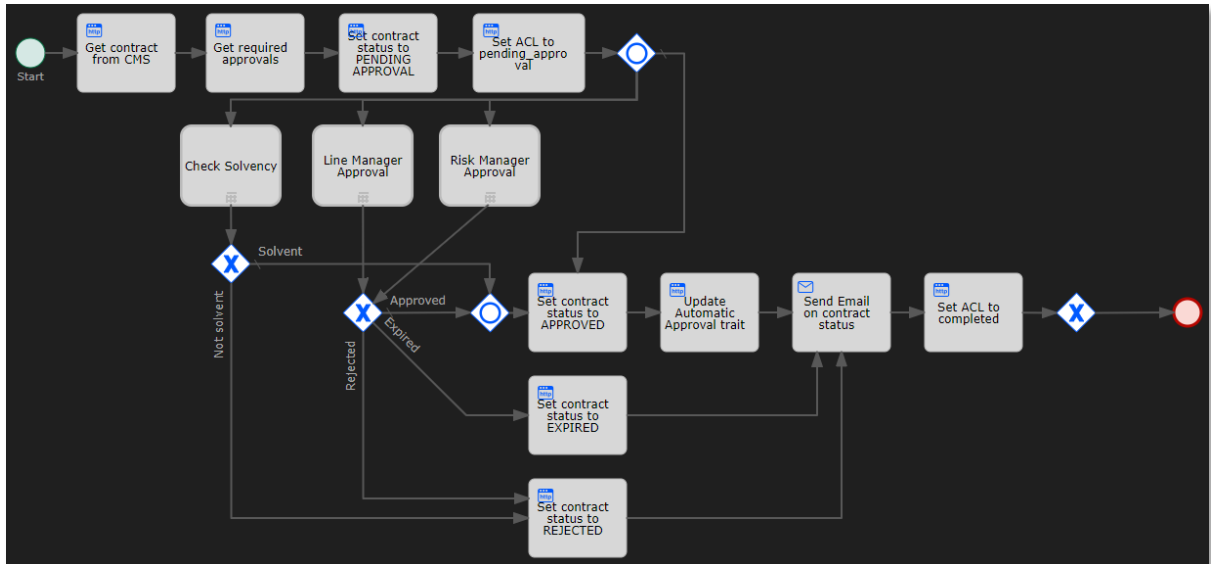 Start
Get contract
from CMS
Get required
approvals
Set contract
status to
PENDING
APPROVAL
Set ACL to
pending_appro
val
Check Solvency
Line Manager
Approval
Risk Manager
Approval
Solvent
Not solvent
Approved
Expired
Rejected
Set contract
status to
APPROVED
Update
Automatic
Approval trait
Send Email
on contract
status
Set ACL to
completed
Set contract
status to
EXPIRED
Set contract
status to
REJECTED
http
http
http
http
http
http
http
http
http